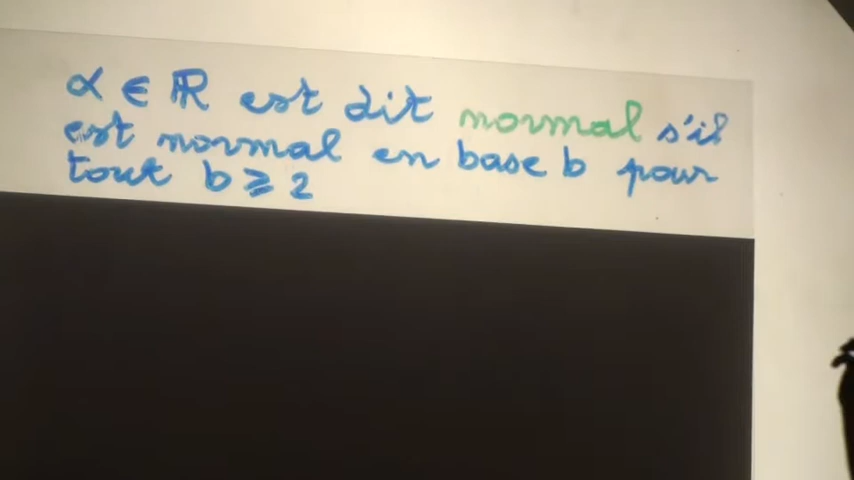 α ∈ ℝ est dit normal s'il
est normal en base b pour
tout b ⩾ 2